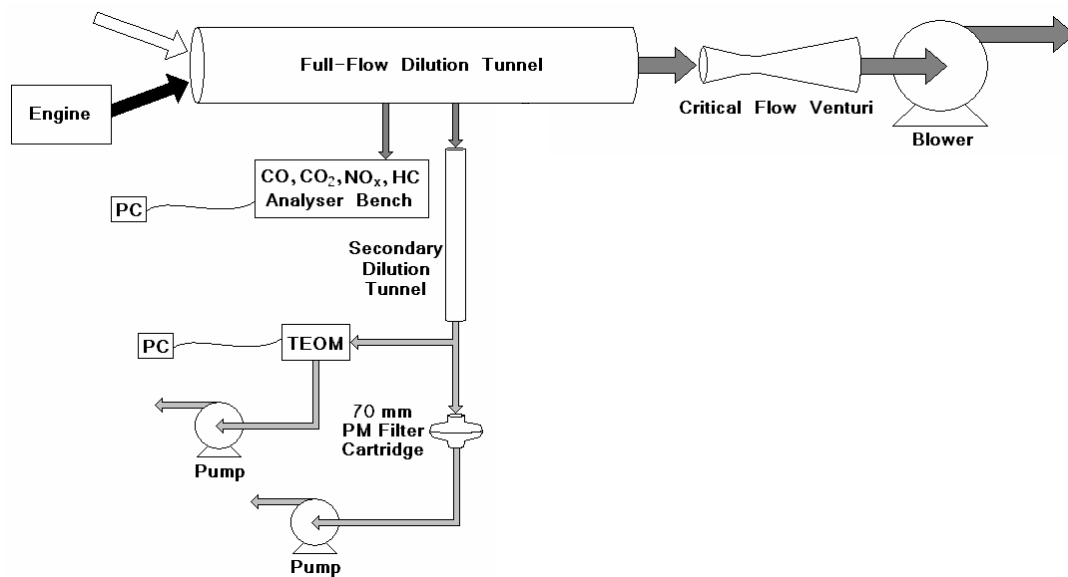 Full-Flow Dilution Tunnel
Engine
Critical Flow Venturi
Blower
CO, CO₂, NOₓ, HC
Analyser Bench
PC
Secondary
Dilution
Tunnel
PC
TEOM
70 mm
PM Filter
Cartridge
Pump
Pump